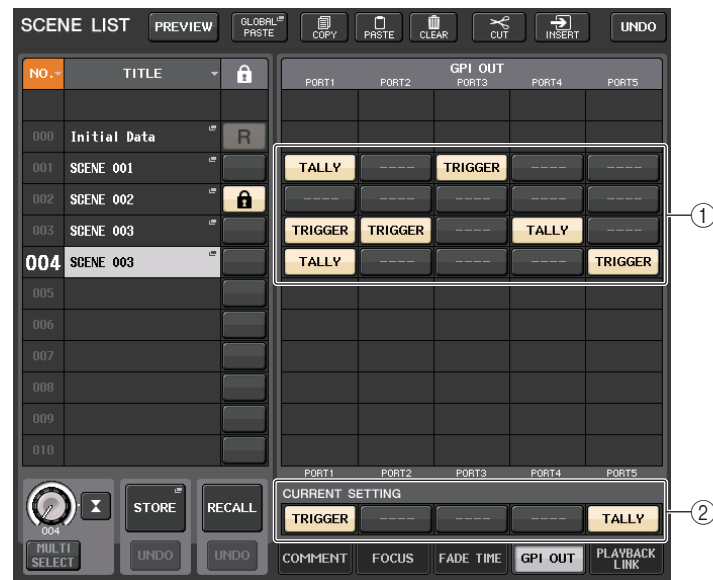 SCENE LIST PREVIEW GLOBAL PASTE COPY PASTE CLEAR CUT INSERT UNDO
NO. TITLE GPI OUT
PORT1 PORT2 PORT3 PORT4 PORT5
000 Initial Data R
001 SCENE 001 TALLY ---- TRIGGER ---- ----
002 SCENE 002 ---- ---- ---- ---- ----
003 SCENE 003 TRIGGER TRIGGER ---- TALLY ----
004 SCENE 003 TALLY ---- ---- ---- TRIGGER
005
006
007
008
009
010
PORT1 PORT2 PORT3 PORT4 PORT5
CURRENT SETTING
TRIGGER ---- ---- ---- TALLY
004 STORE RECALL
MULTI SELECT UNDO UNDO
COMMENT FOCUS FADE TIME GPI OUT PLAYBACK LINK
1
2